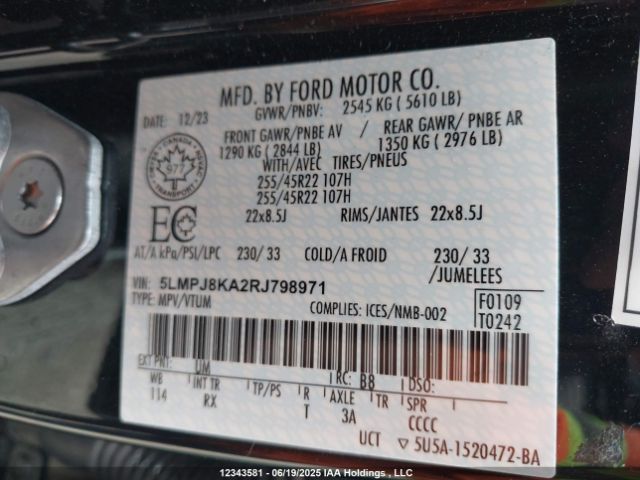 MFD. BY FORD MOTOR CO.
DATE: 12/23 GVWR/PNBV: 2545 KG ( 5610 LB)
FRONT GAWR/PNBE AV / REAR GAWR/ PNBE AR
1290 KG ( 2844 LB) 1350 KG ( 2976 LB)
WITH/AVEC TIRES/PNEUS
255/45R22 107H
255/45R22 107H
22x8.5J RIMS/JANTES 22x8.5J
CANADA
977
TRANSPORT
EC
AT/A kPa/PSI/LPC 230/ 33 COLD/A FROID 230/ 33
/JUMELEES
VIN: 5LMPJ8KA2RJ798971
TYPE: MPV/VTUM COMPLIES: ICES/NMB-002
F0109
T0242
EXT PNT: UM RC: B8 DSO:
WB INT TR TP/PS R AXLE TR SPR
114 RX T 3A CCCC
UCT ▽ 5U5A-1520472-BA
12343581 - 06/19/2025 IAA Holdings , LLC